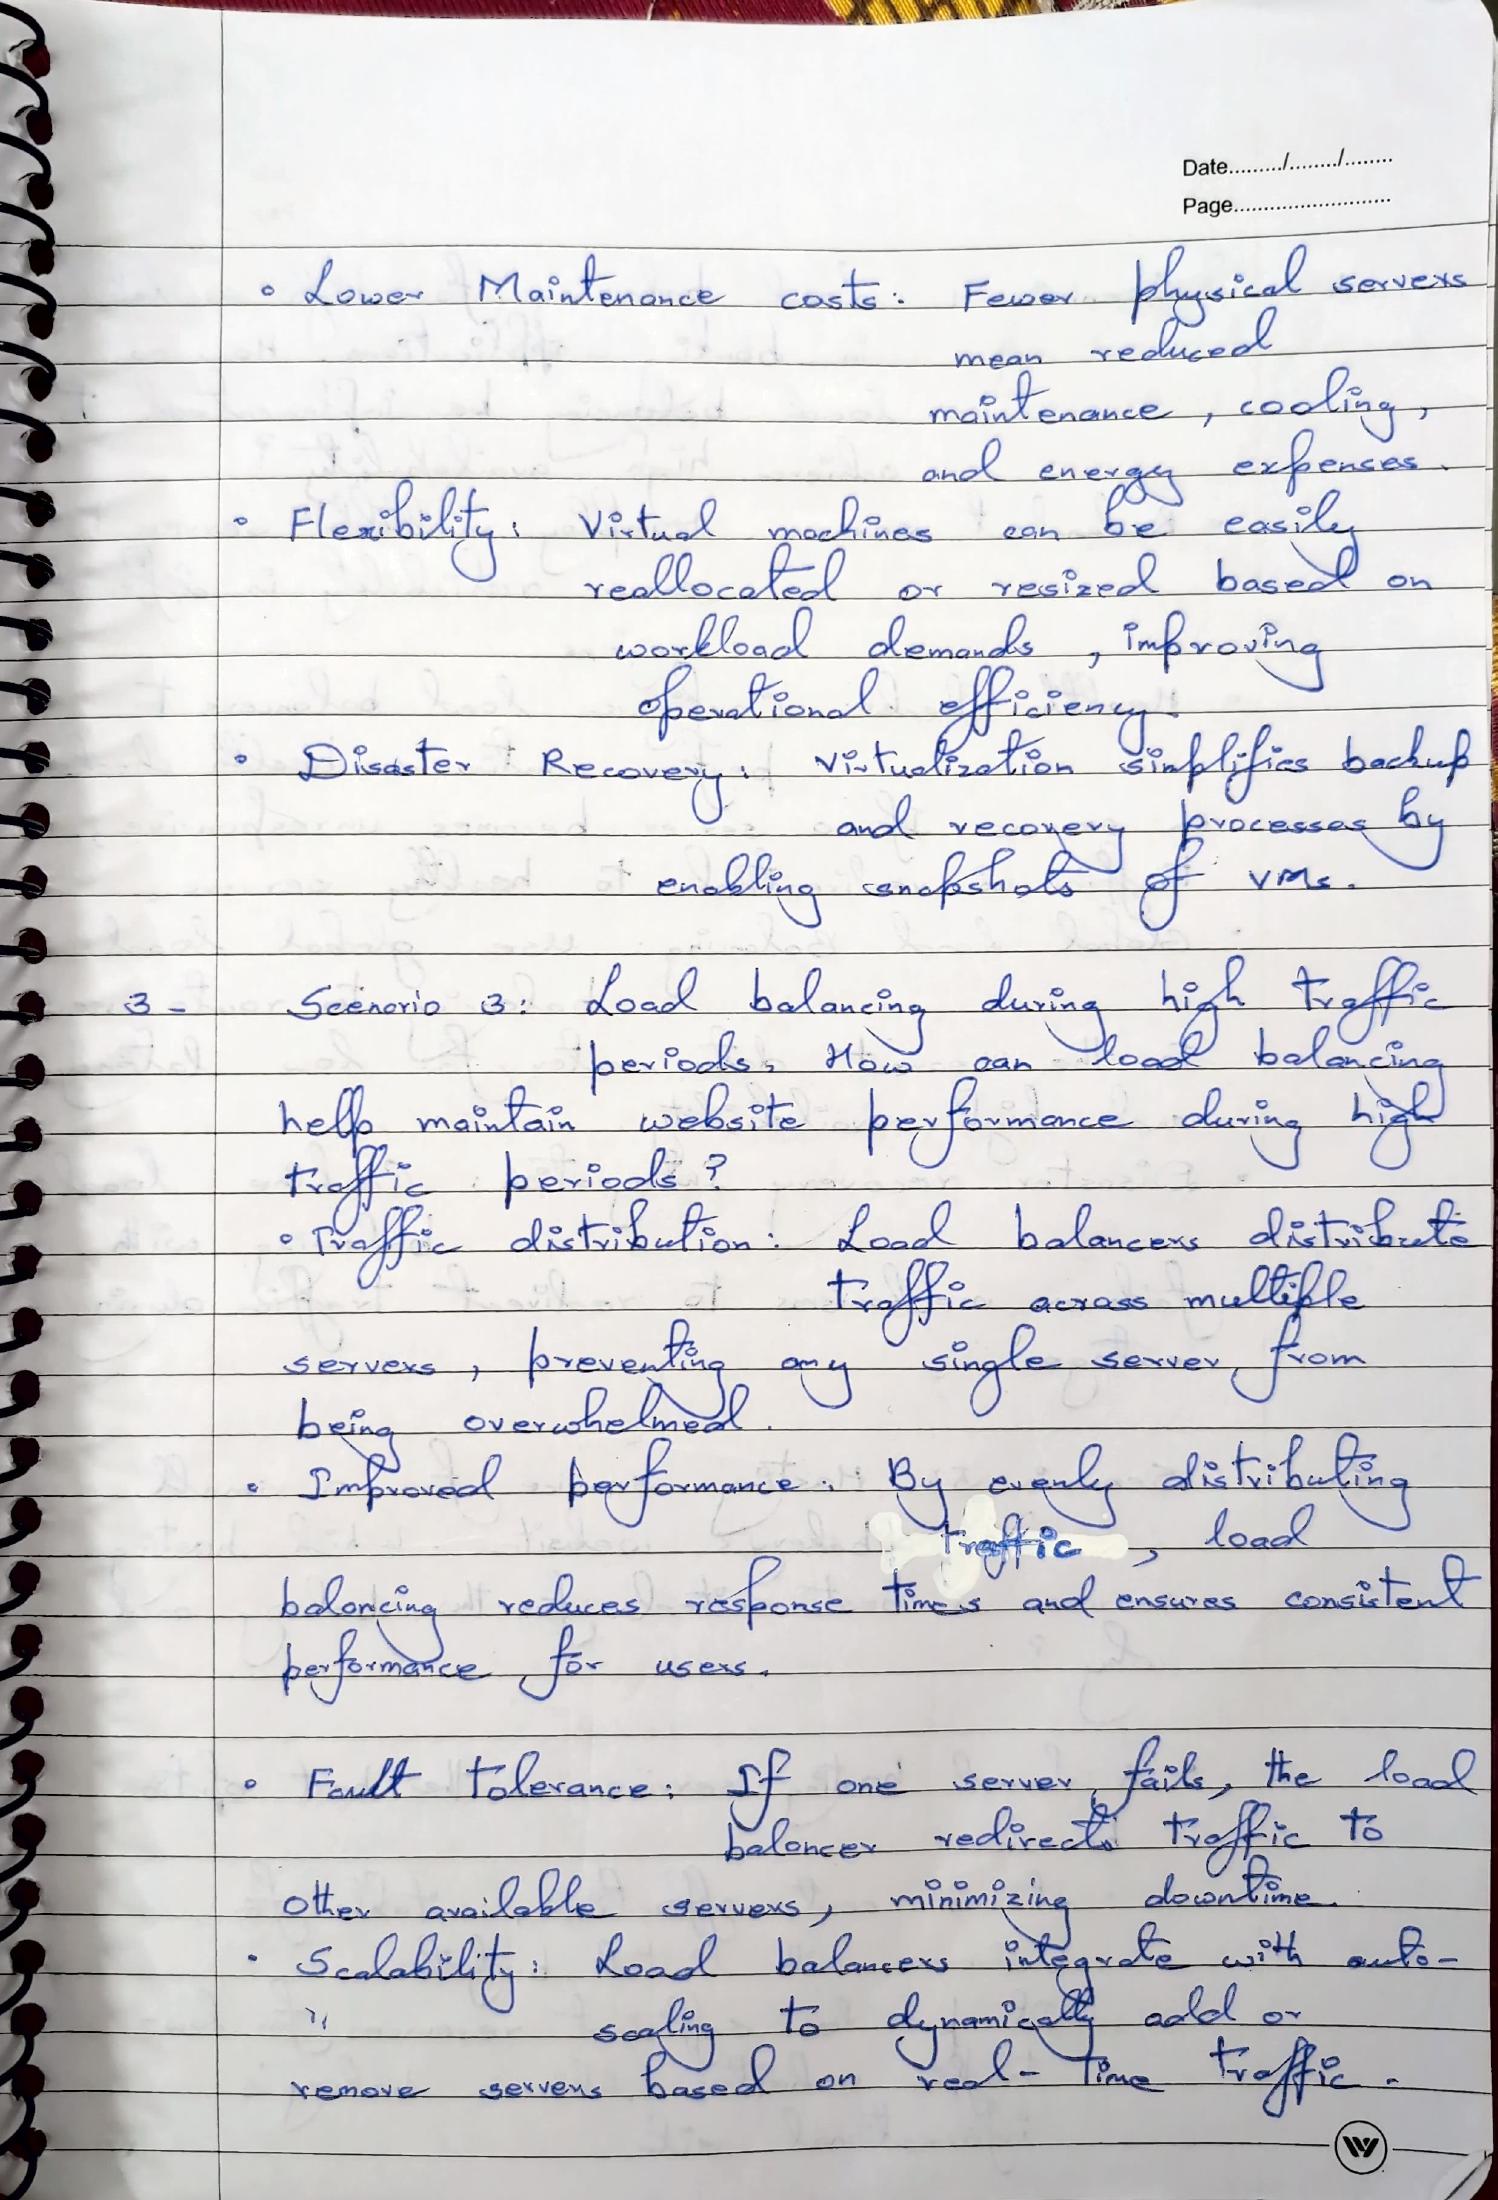 Date........./......../........
Page...........................
• Lower Maintenance costs: Fewer physical servers
mean reduced
maintenance, cooling,
and energy expenses.
• Flexibility: Virtual machines can be easily
reallocated or resized based on
workload demands, improving
operational efficiency.
• Disaster Recovery: Virtualization simplifies backup
and recovery processes by
enabling snapshots of VMs.
3- Scenario 3: Load balancing during high traffic
periods. How can load balancing
help maintain website performance during high
traffic periods?
• Traffic distribution: Load balancers distribute
traffic across multiple
servers, preventing any single server from
being overwhelmed.
• Improved performance: By evenly distributing
traffic, load
balancing reduces response times and ensures consistent
performance for users.
• Fault tolerance: If one server fails, the load
balancer redirects traffic to
other available servers, minimizing downtime.
• Scalability: Load balancers integrate with auto-
" scaling to dynamically add or
remove servers based on real-time traffic.
W